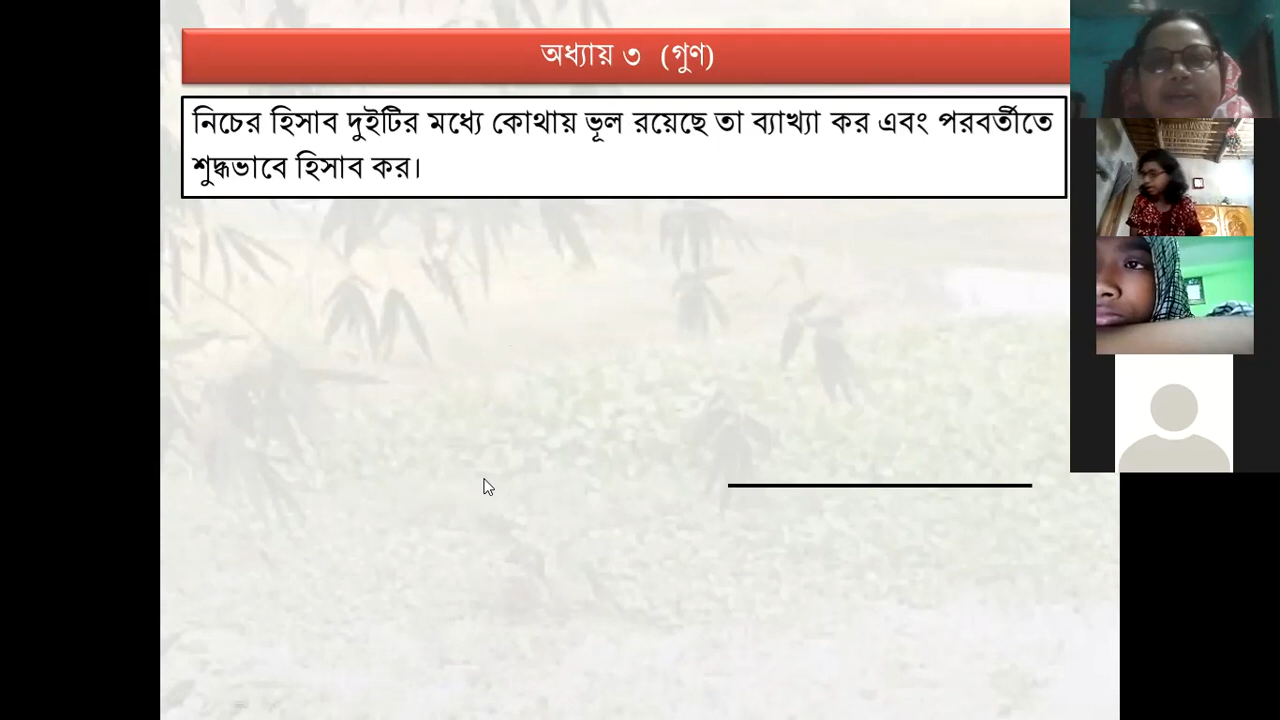 অধ্যায় ৩ (গুণ)
নিচের হিসাব দুইটির মধ্যে কোথায় ভূল রয়েছে তা ব্যাখ্যা কর এবং পরবর্তীতে
শুদ্ধভাবে হিসাব কর।